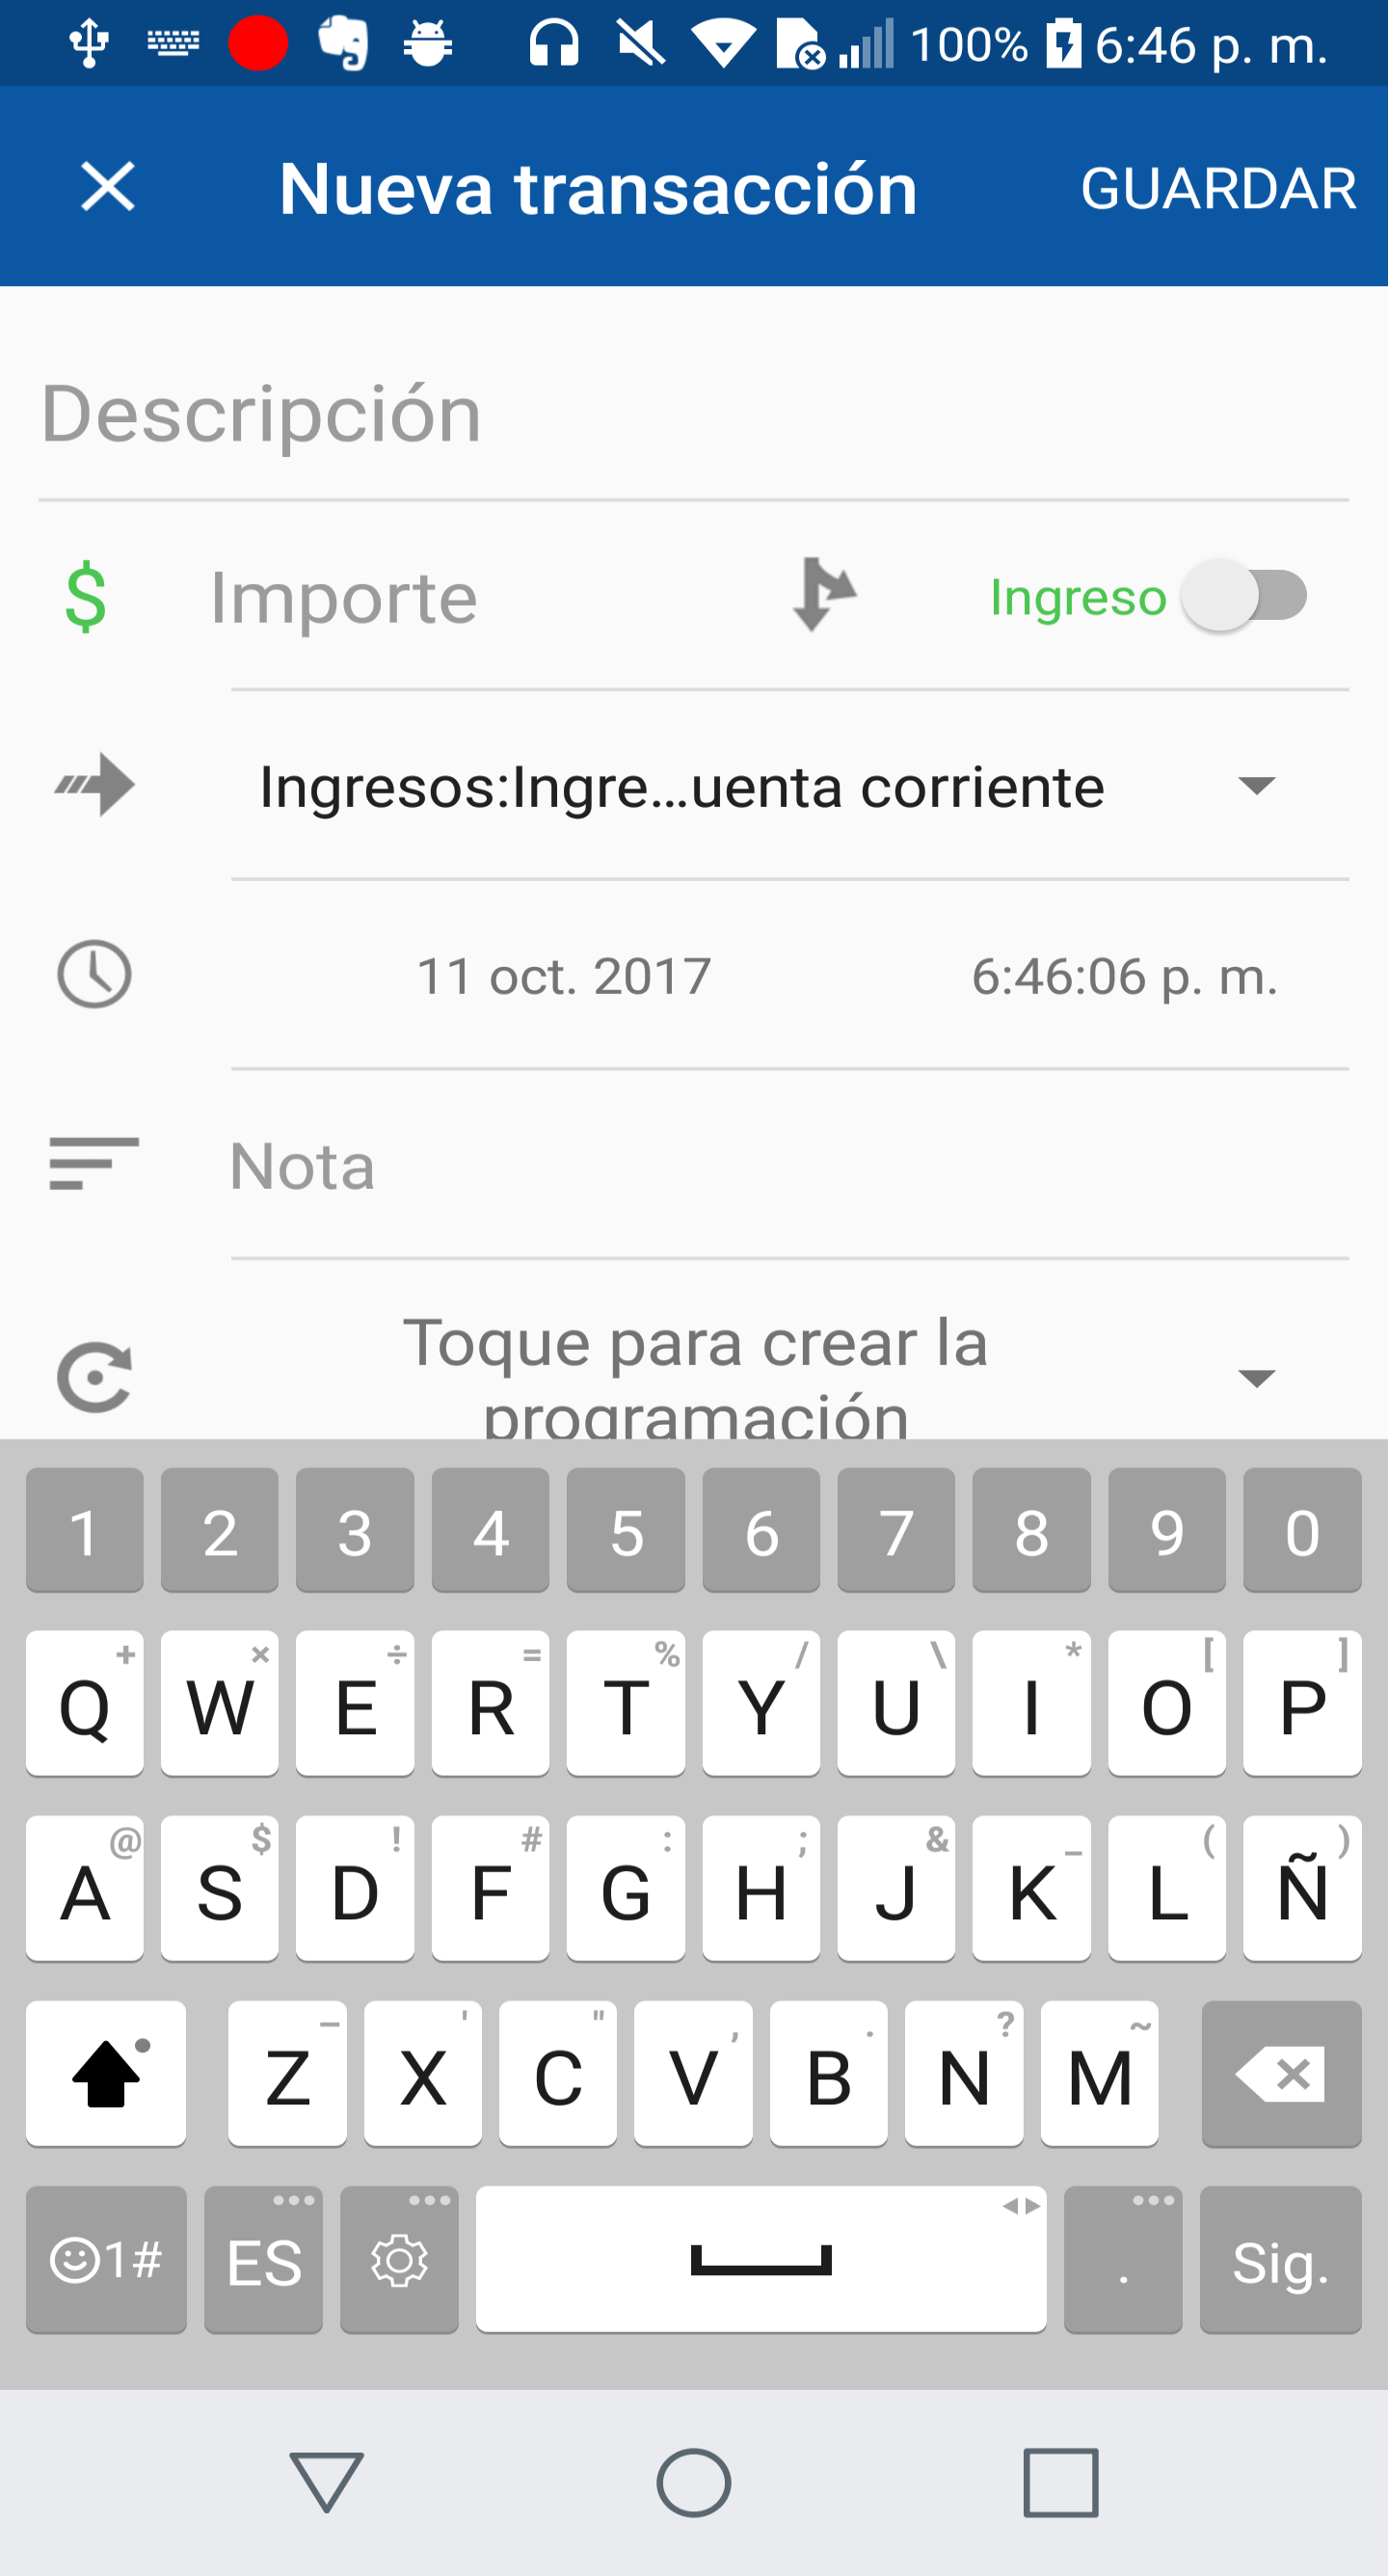 100% 6:46 p. m.
Nueva transacción GUARDAR
Descripción
$ Importe Ingreso
Ingresos:Ingre...uenta corriente
11 oct. 2017 6:46:06 p. m.
Nota
Toque para crear la
programación
1 2 3 4 5 6 7 8 9 0
+ × ÷ = % / \ * [ ]
Q W E R T Y U I O P
@ $ ! # : ; & _ ( )
A S D F G H J K L Ñ
– ' " , . ? ~
Z X C V B N M
1# ES . Sig.